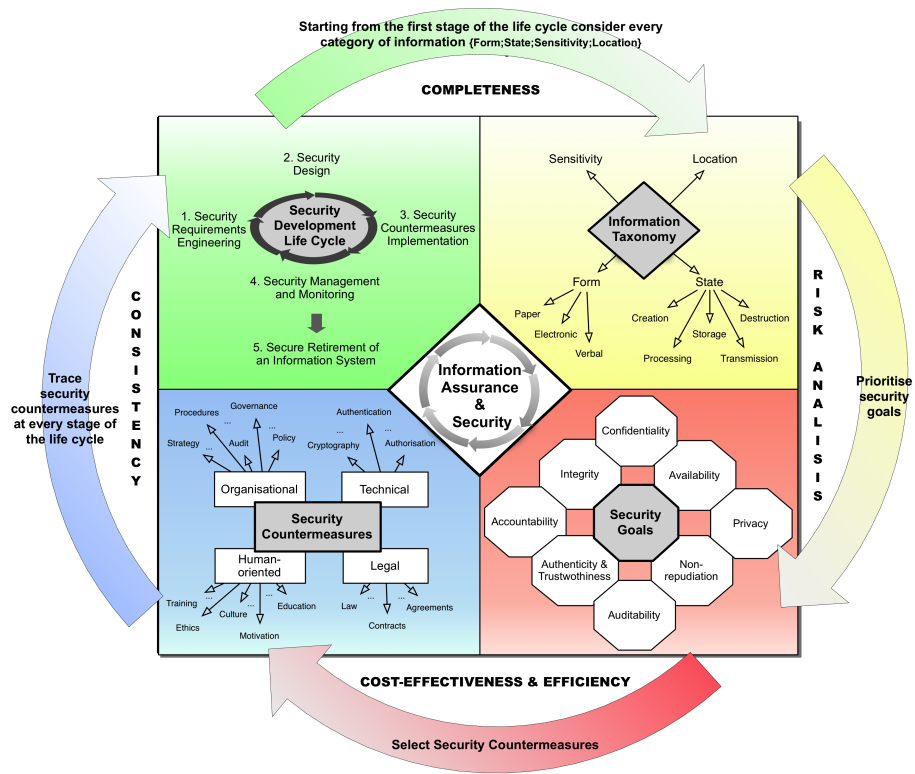 Starting from the first stage of the life cycle consider every
category of information {Form;State;Sensitivity;Location}
COMPLETENESS
2. Security
Design
1. Security
Requirements
Engineering
Security
Development
Life Cycle
3. Security
Countermeasures
Implementation
4. Security Management
and Monitoring
5. Secure Retirement of
an Information System
Sensitivity
Location
Information
Taxonomy
Form
State
Paper
Electronic
Verbal
Creation
Storage
Destruction
Processing
Transmission
CONSISTENCY
Trace
security
countermeasures
at every stage of
the life cycle
Information
Assurance
&
Security
RISK ANALISIS
Prioritise
security
goals
Procedures
...
Governance
...
Strategy
...
Audit
Policy
Authentication
...
...
Cryptography
Authorisation
Organisational
Technical
Security
Countermeasures
Human-
oriented
Legal
Training
...
Ethics
Culture
...
Motivation
Education
Law
...
Contracts
...
Agreements
Confidentiality
Integrity
Availability
Accountability
Security
Goals
Privacy
Authenticity &
Trustwothiness
Non-
repudiation
Auditability
COST-EFFECTIVENESS & EFFICIENCY
Select Security Countermeasures